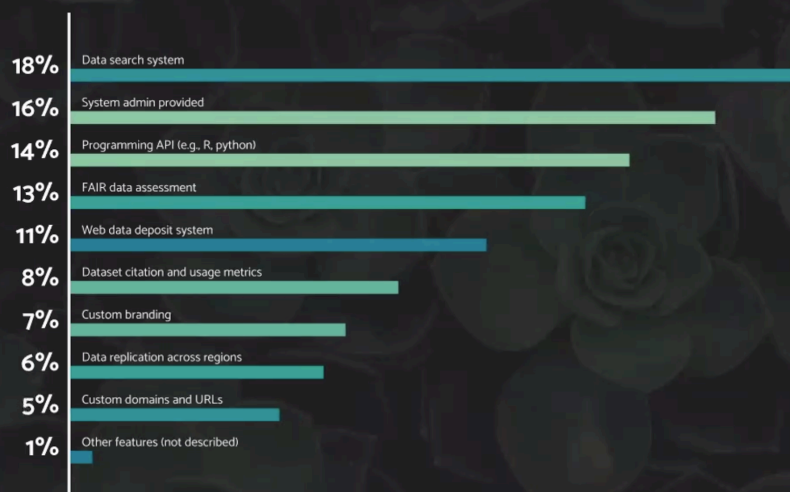 18%
Data search system
16%
System admin provided
14%
Programming API (e.g., R, python)
13%
FAIR data assessment
11%
Web data deposit system
8%
Dataset citation and usage metrics
7%
Custom branding
6%
Data replication across regions
5%
Custom domains and URLs
1%
Other features (not described)